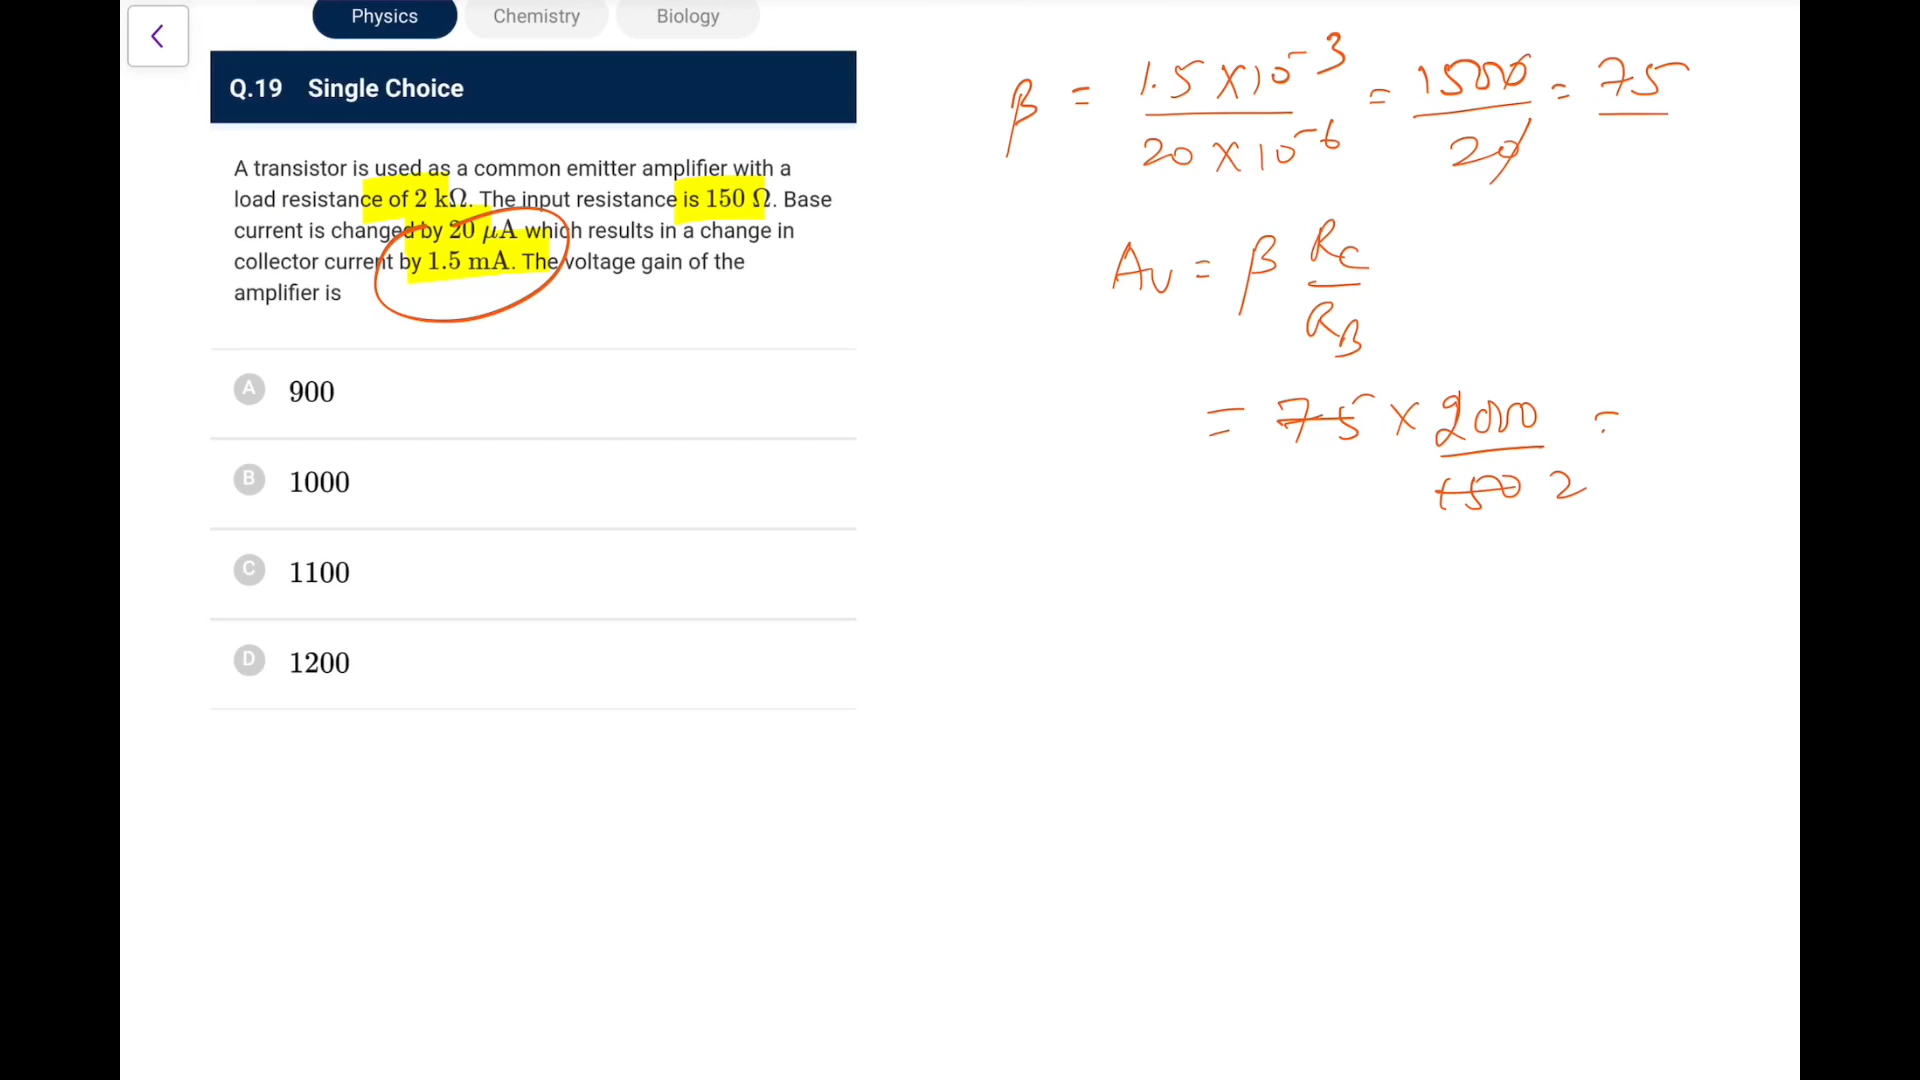 Physics Chemistry Biology
Q.19 Single Choice
A transistor is used as a common emitter amplifier with a
load resistance of 2 kΩ. The input resistance is 150 Ω. Base
current is changed by 20 μA which results in a change in
collector current by 1.5 mA. The voltage gain of the
amplifier is
A 900
B 1000
C 1100
D 1200
β = 1.5 × 10⁻³ / 20 × 10⁻⁶ = 1500 / 20 = 75
Av = β Rc / RB
= 75 × 2000 / 150 2 =